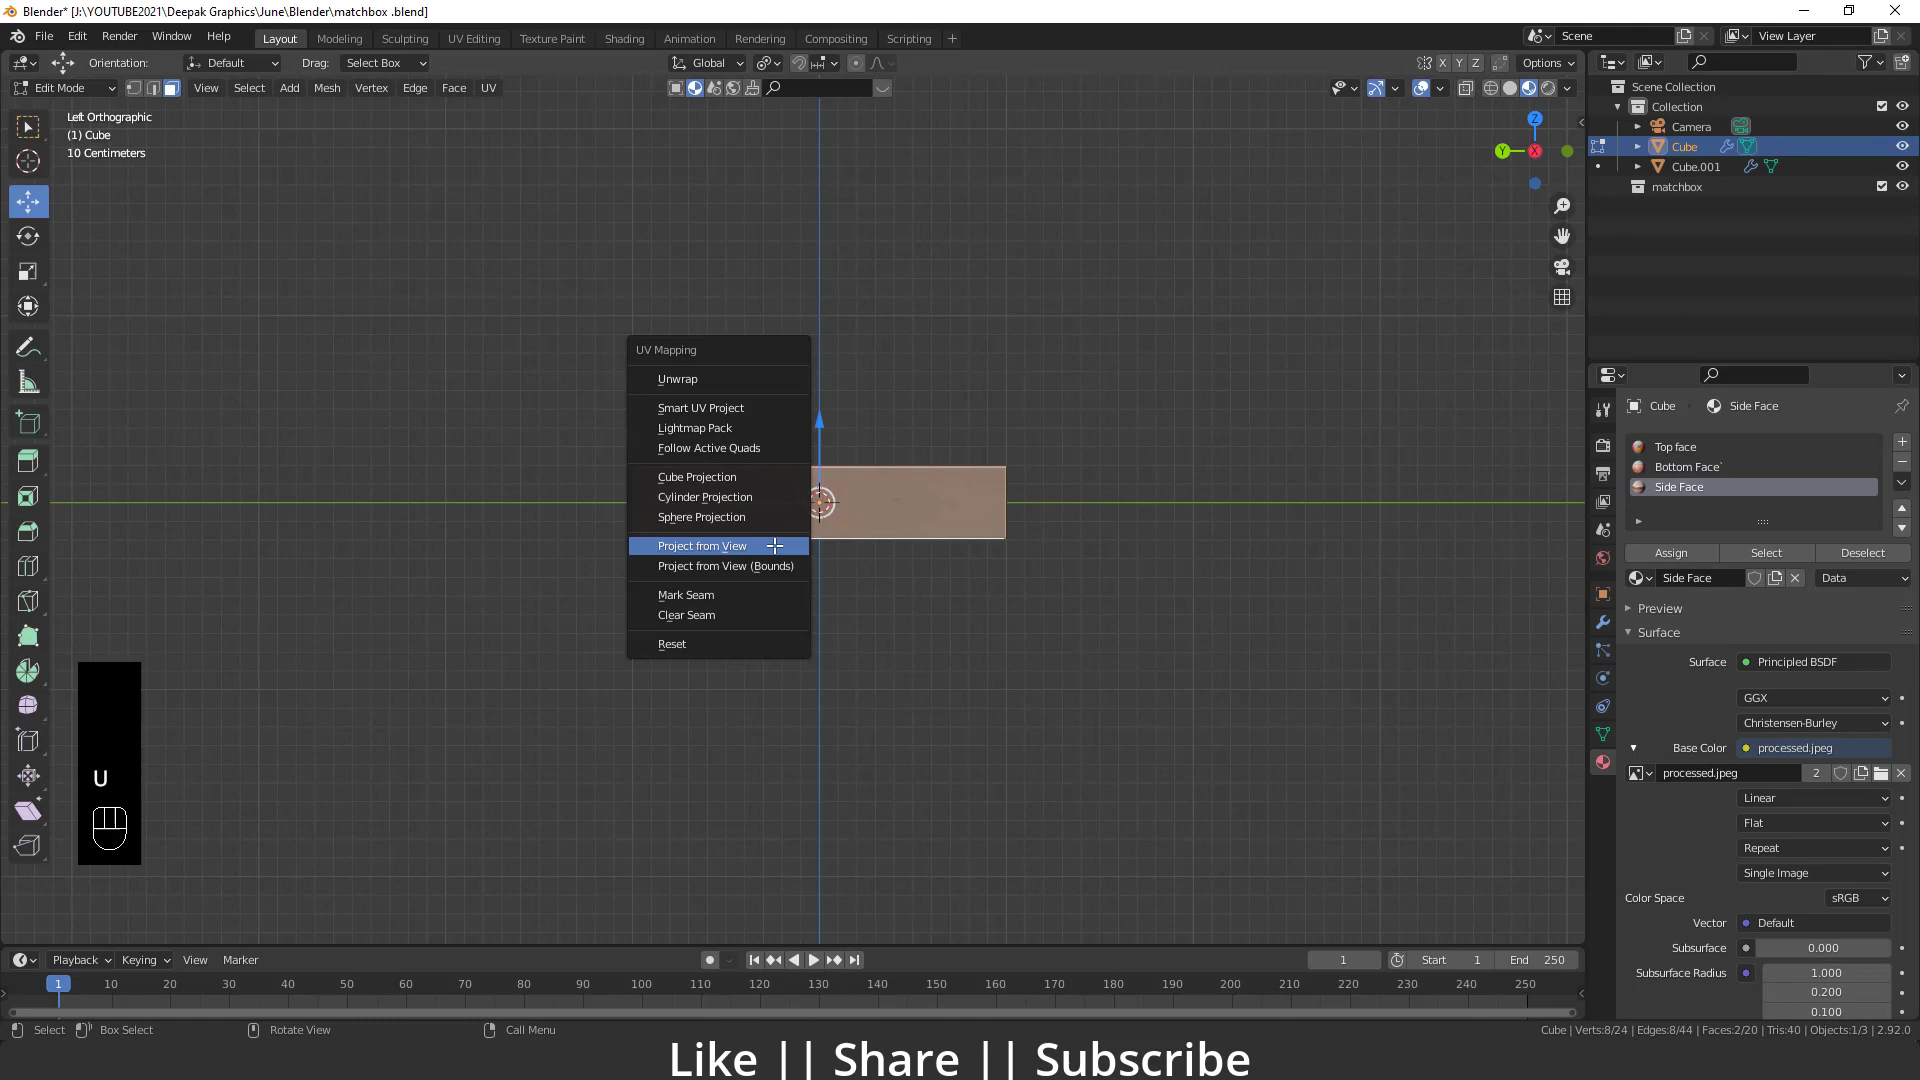 Blender* [J:\YOUTUBE2021\Deepak Graphics\June\Blender\matchbox .blend]
File Edit Render Window Help Layout Modeling Sculpting UV Editing Texture Paint Shading Animation Rendering Compositing Scripting + Scene View Layer
Orientation: Default Drag: Select Box Global X Y Z Options
Edit Mode View Select Add Mesh Vertex Edge Face UV
Left Orthographic
(1) Cube
10 Centimeters
Z
Y
X
UV Mapping
Unwrap
Smart UV Project
Lightmap Pack
Follow Active Quads
Cube Projection
Cylinder Projection
Sphere Projection
Project from View
Project from View (Bounds)
Mark Seam
Clear Seam
Reset
U
Scene Collection
Collection
Camera
Cube
Cube.001
matchbox
Cube Side Face
Top face
Bottom Face`
Side Face
Assign Select Deselect
Side Face Data
Preview
Surface
Surface Principled BSDF
GGX
Christensen-Burley
Base Color processed.jpeg
processed.jpeg 2
Linear
Flat
Repeat
Single Image
Color Space sRGB
Vector Default
Subsurface 0.000
Subsurface Radius 1.000
0.200
0.100
Playback Keying View Marker 1 Start 1 End 250
1 10 20 30 40 50 60 70 80 90 100 110 120 130 140 150 160 170 180 190 200 210 220 230 240 250
Select Box Select Rotate View Call Menu Cube | Verts:8/24 | Edges:8/44 | Faces:2/20 | Tris:40 | Objects:1/3 | 2.92.0
Like || Share || Subscribe